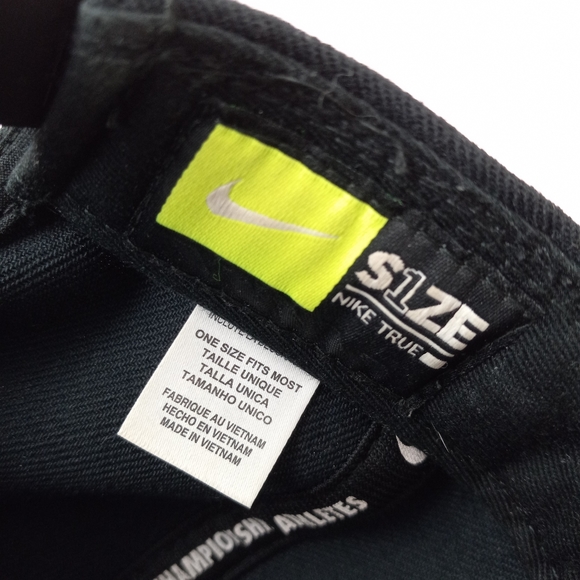 S1ZE
NIKE TRUE
ONE SIZE FITS MOST
TAILLE UNIQUE
TALLA UNICA
TAMANHO UNICO
FABRIQUE AU VIETNAM
HECHO EN VIETNAM
MADE IN VIETNAM
CHAMPIONSHIP ATHLETES